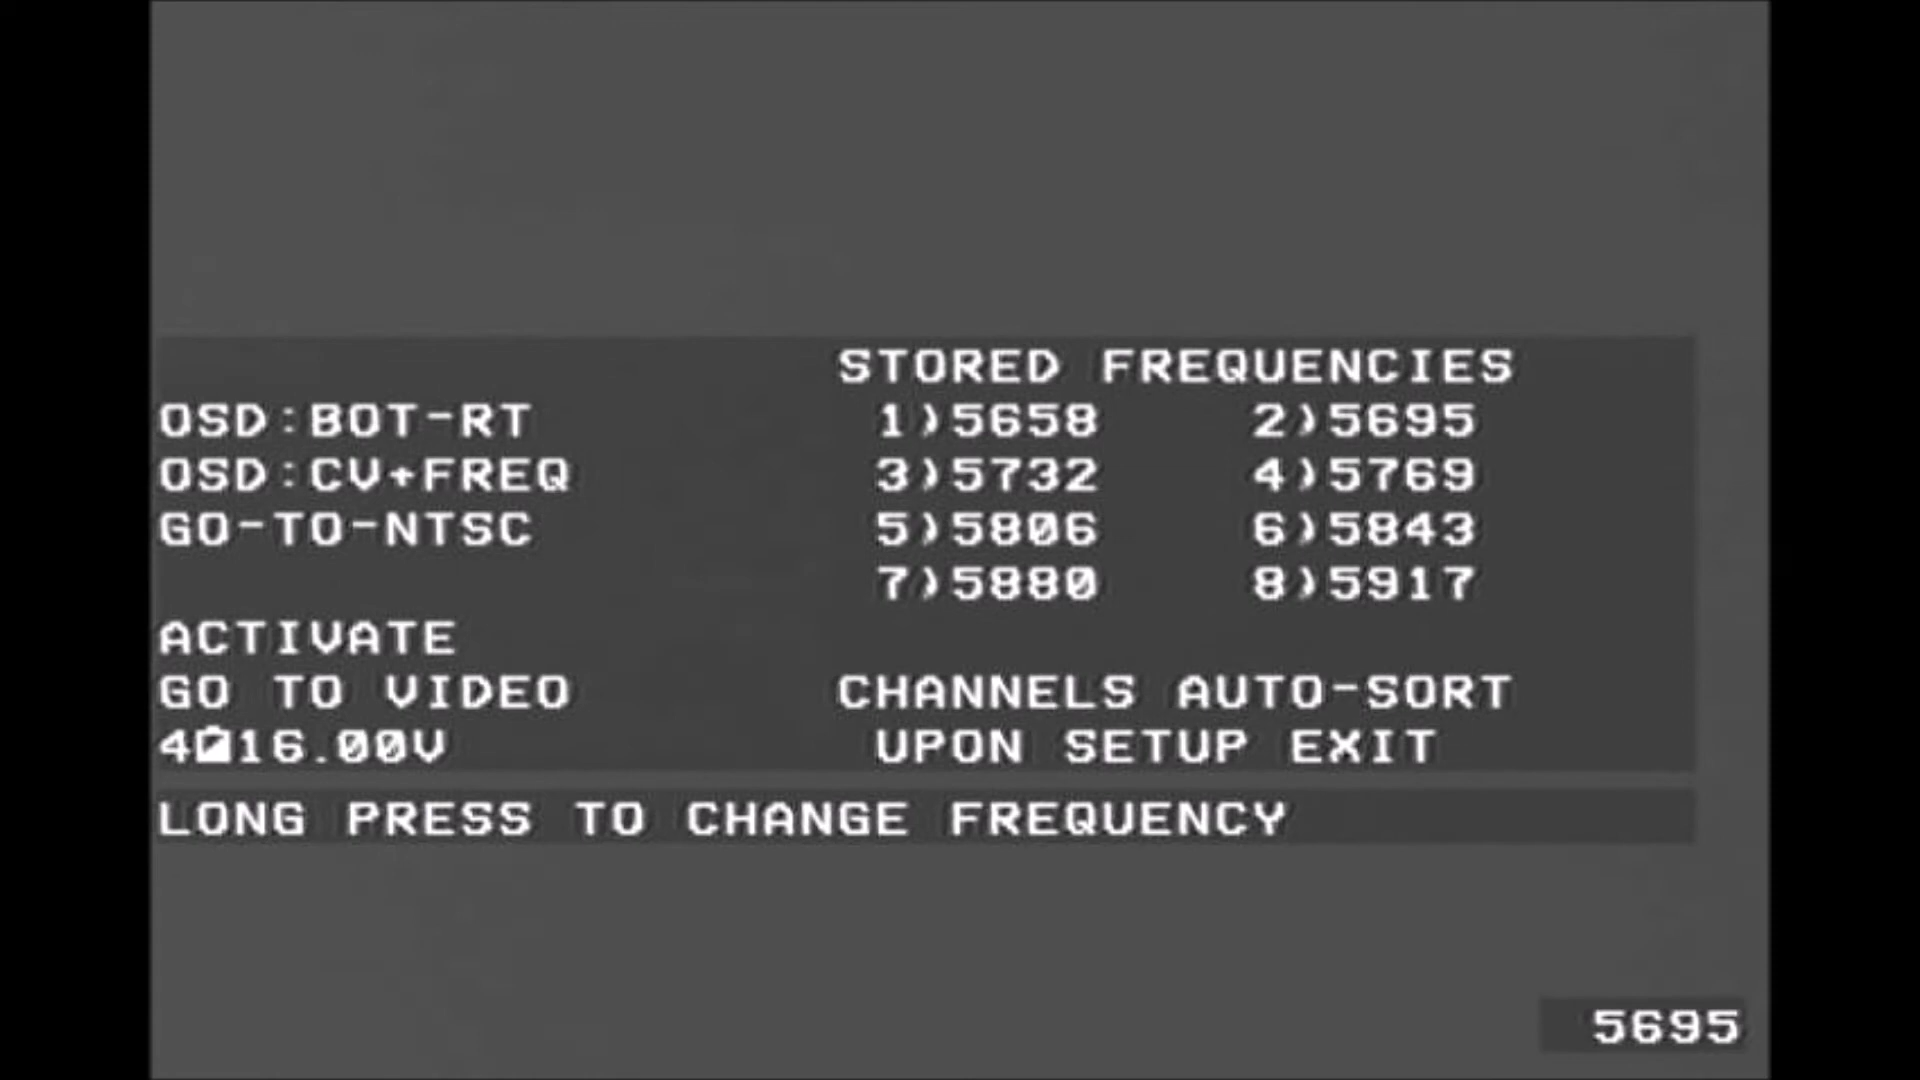 STORED FREQUENCIES
OSD:BOT-RT 1)5658 2)5695
OSD:CV+FREQ 3)5732 4)5769
GO-TO-NTSC 5)5806 6)5843
7)5880 8)5917
ACTIVATE
GO TO VIDEO CHANNELS AUTO-SORT
4 16.00V UPON SETUP EXIT
LONG PRESS TO CHANGE FREQUENCY
5695